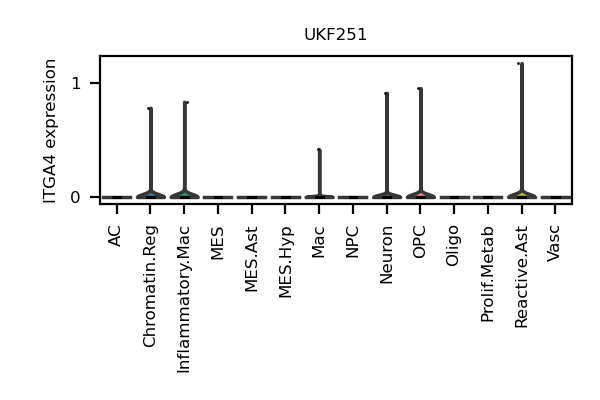 UKF251
ITGA4 expression
1
0
AC
Chromatin.Reg
Inflammatory.Mac
MES
MES.Ast
MES.Hyp
Mac
NPC
Neuron
OPC
Oligo
Prolif.Metab
Reactive.Ast
Vasc